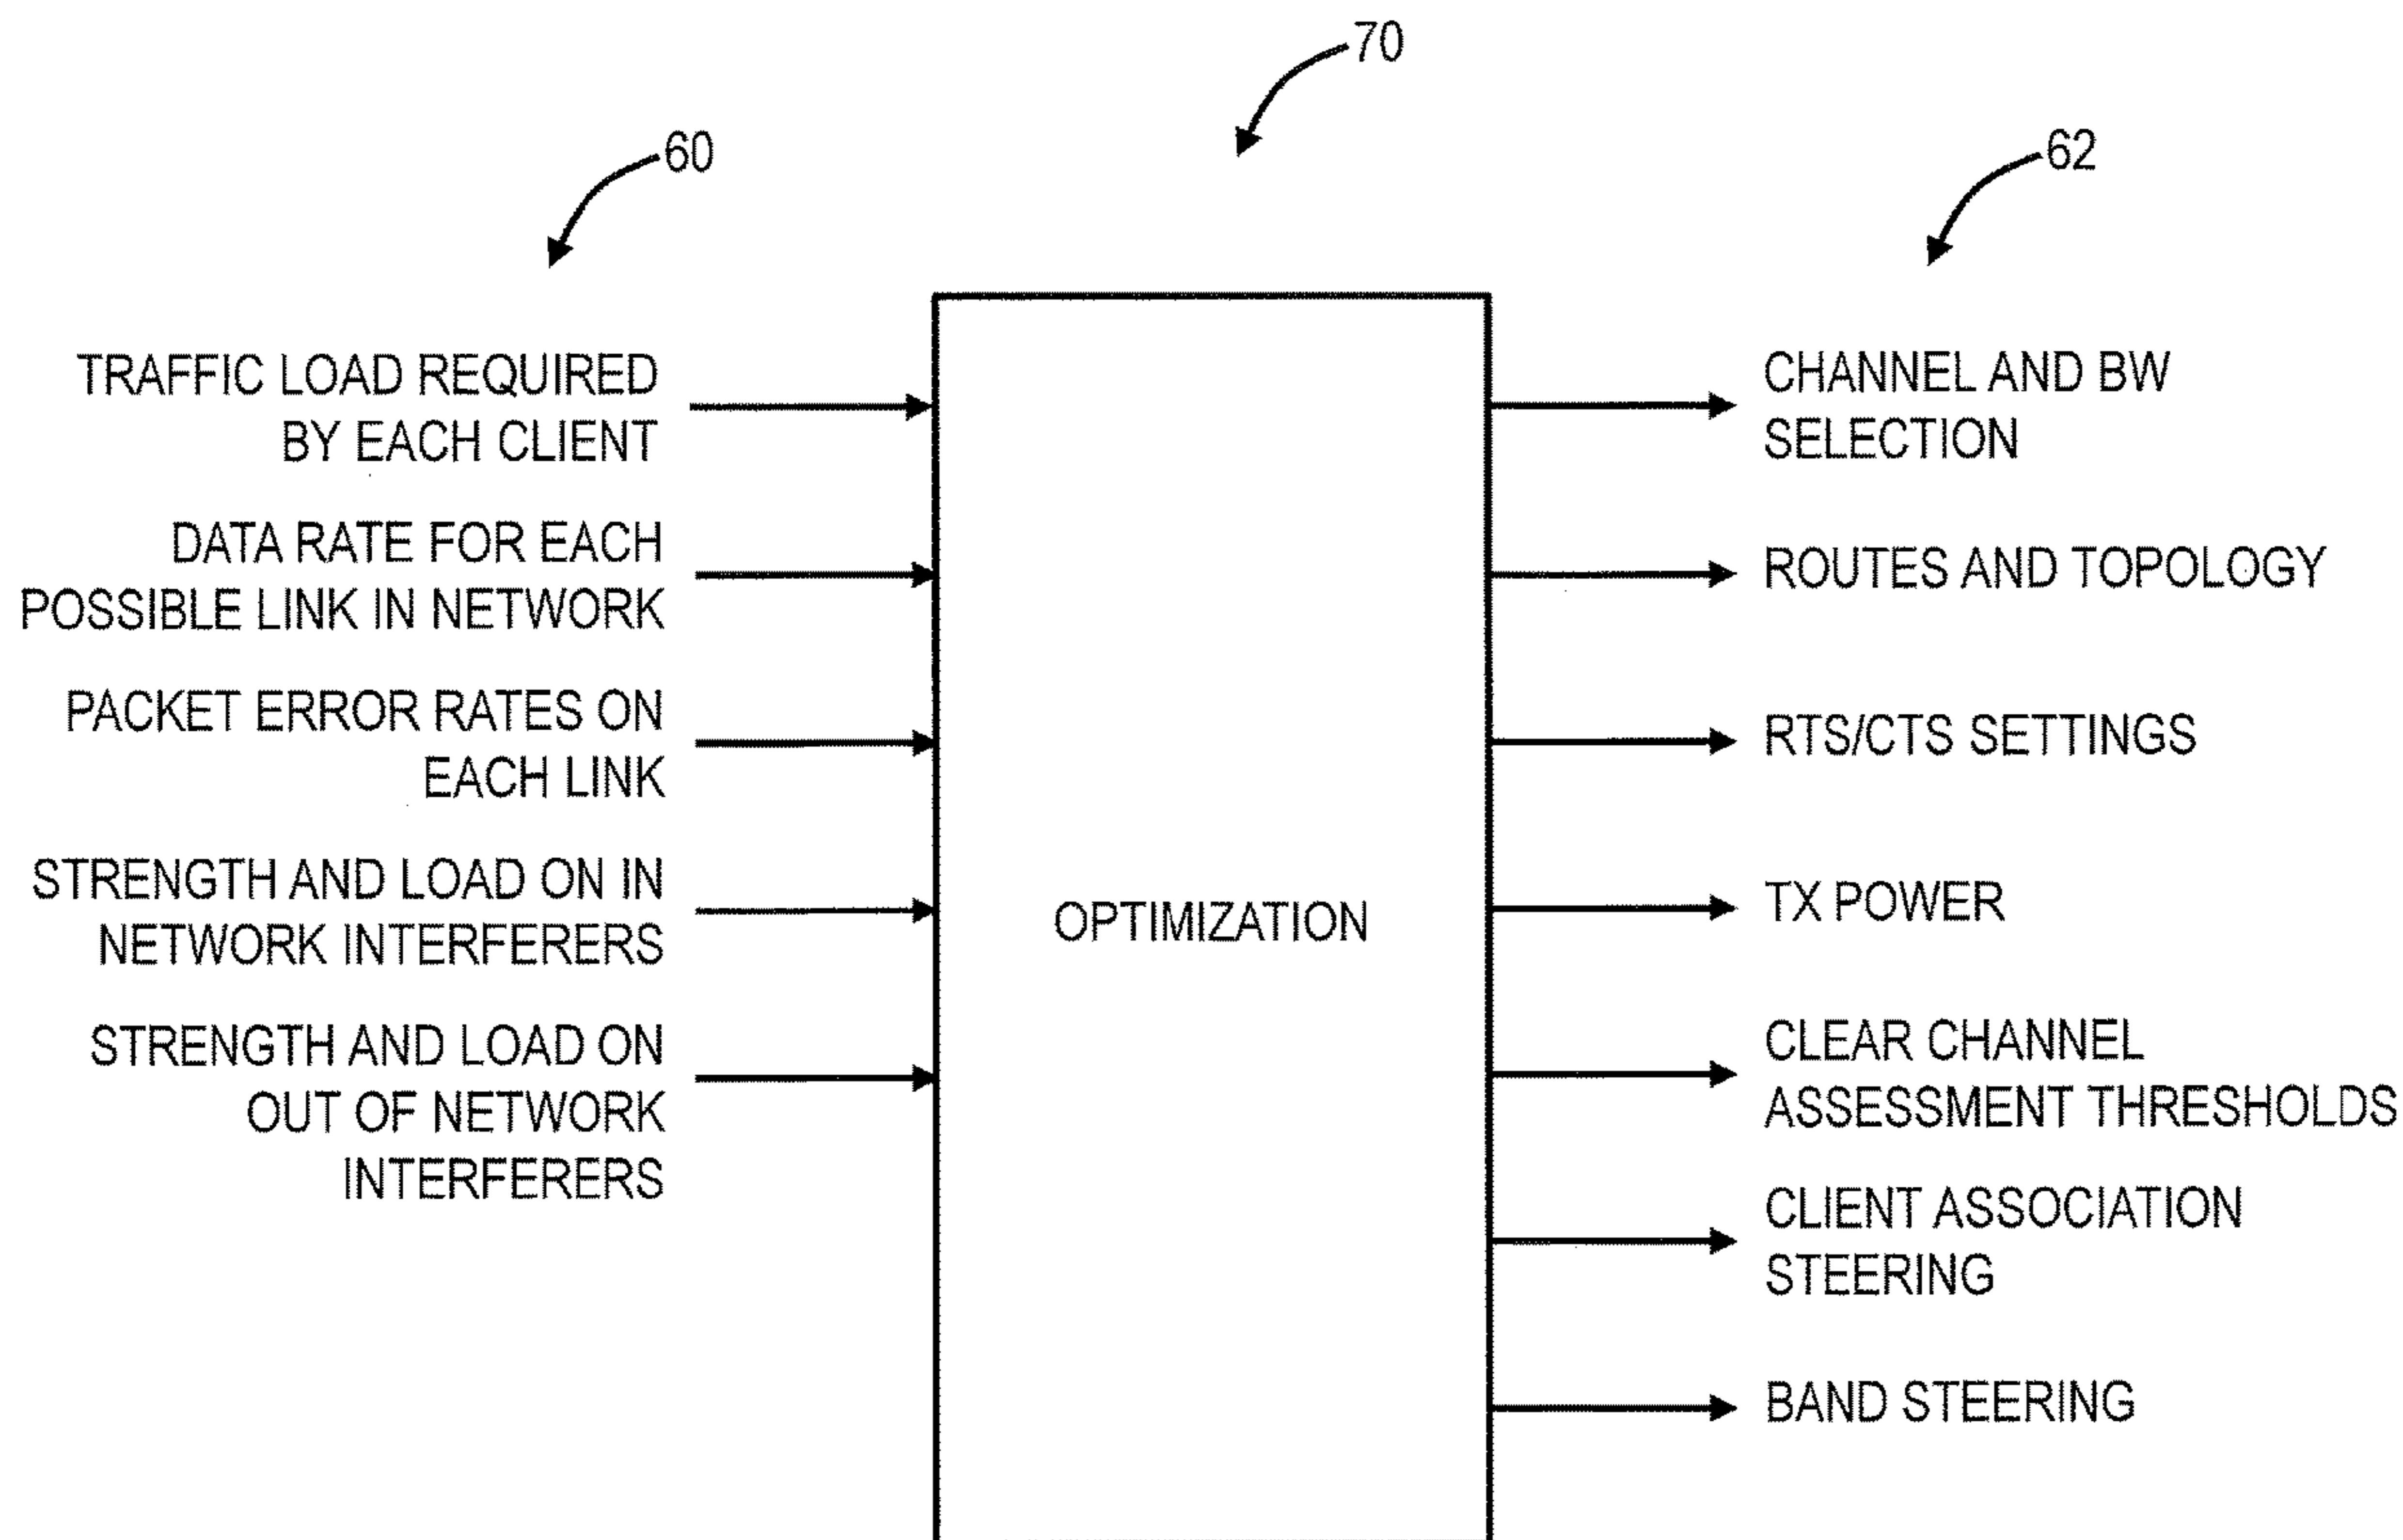 70
60
62
TRAFFIC LOAD REQUIRED
BY EACH CLIENT
DATA RATE FOR EACH
POSSIBLE LINK IN NETWORK
PACKET ERROR RATES ON
EACH LINK
STRENGTH AND LOAD ON IN
NETWORK INTERFERERS
STRENGTH AND LOAD ON
OUT OF NETWORK
INTERFERERS
OPTIMIZATION
CHANNEL AND BW
SELECTION
ROUTES AND TOPOLOGY
RTS/CTS SETTINGS
TX POWER
CLEAR CHANNEL
ASSESSMENT THRESHOLDS
CLIENT ASSOCIATION
STEERING
BAND STEERING